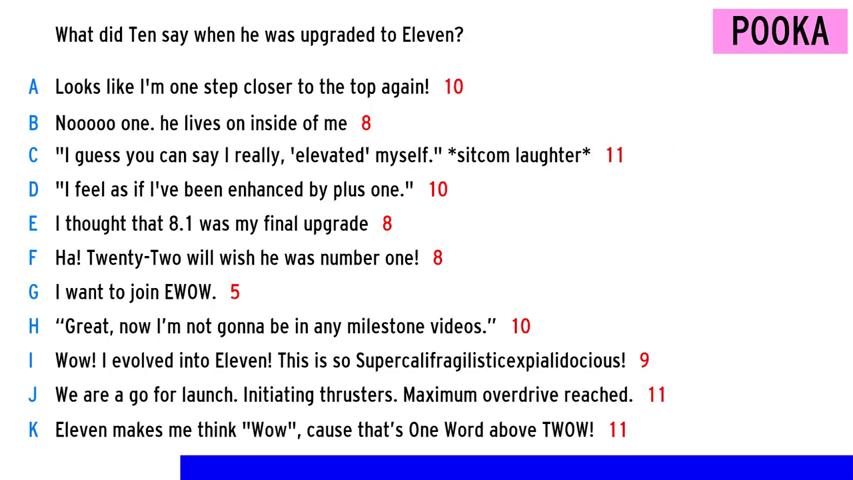 What did Ten say when he was upgraded to Eleven?
POOKA
A Looks like I'm one step closer to the top again! 10
B Nooooo one. he lives on inside of me 8
C "I guess you can say I really, 'elevated' myself." *sitcom laughter* 11
D "I feel as if I've been enhanced by plus one." 10
E I thought that 8.1 was my final upgrade 8
F Ha! Twenty-Two will wish he was number one! 8
G I want to join EWOW. 5
H “Great, now I’m not gonna be in any milestone videos.” 10
I Wow! I evolved into Eleven! This is so Supercalifragilisticexpialidocious! 9
J We are a go for launch. Initiating thrusters. Maximum overdrive reached. 11
K Eleven makes me think "Wow", cause that’s One Word above TWOW! 11